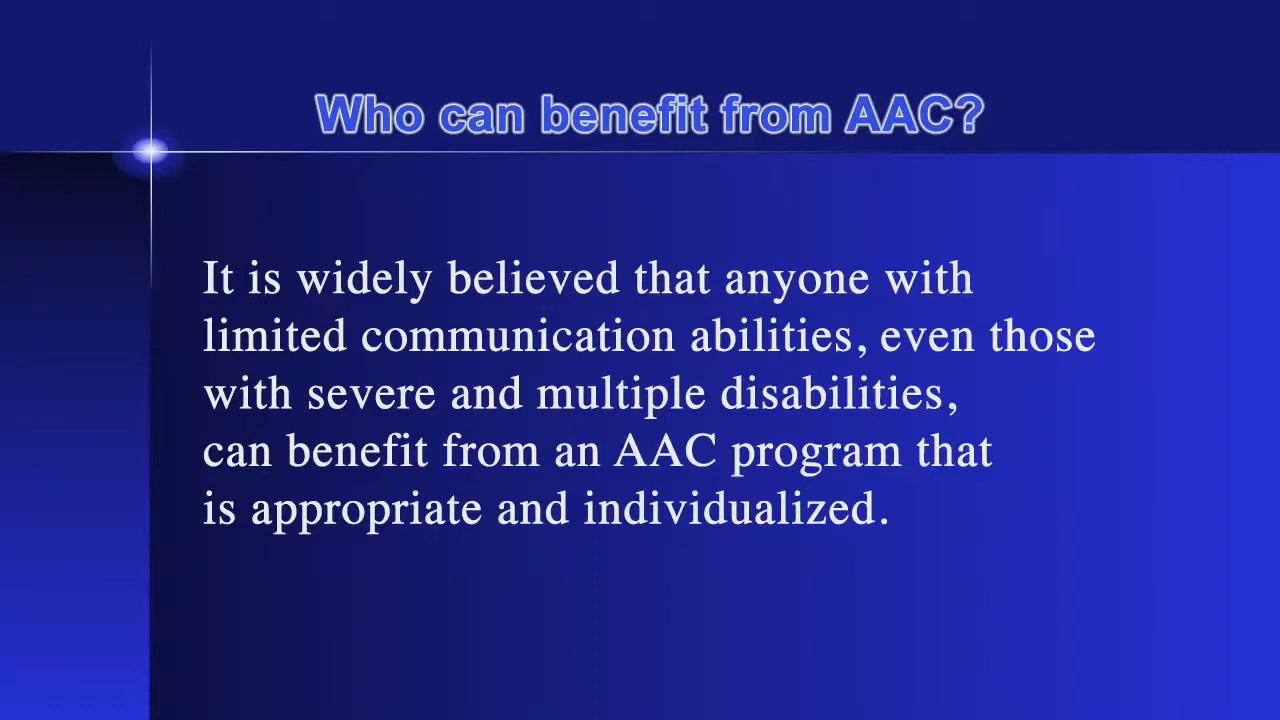 Who can benefit from AAC?
It is widely believed that anyone with
limited communication abilities, even those
with severe and multiple disabilities,
can benefit from an AAC program that
is appropriate and individualized.